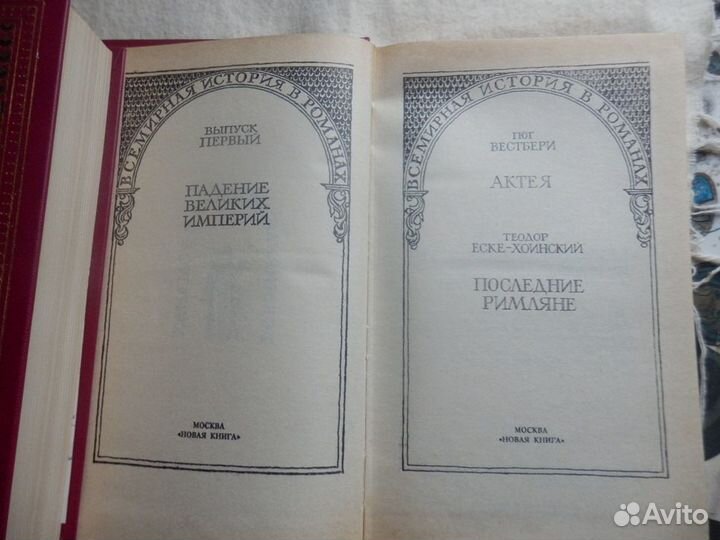 ВСЕМИРНАЯ ИСТОРИЯ В РОМАНАХ
ВЫПУСК
ПЕРВЫЙ
ПАДЕНИЕ
ВЕЛИКИХ
ИМПЕРИЙ
МОСКВА
«НОВАЯ КНИГА»
ВСЕМИРНАЯ ИСТОРИЯ В РОМАНАХ
ГЮГ
ВЕСТБЕРИ
АКТЕЯ
ТЕОДОР
ЕСКЕ-ХОИНСКИЙ
ПОСЛЕДНИЕ
РИМЛЯНЕ
МОСКВА
«НОВАЯ КНИГА»
Avito